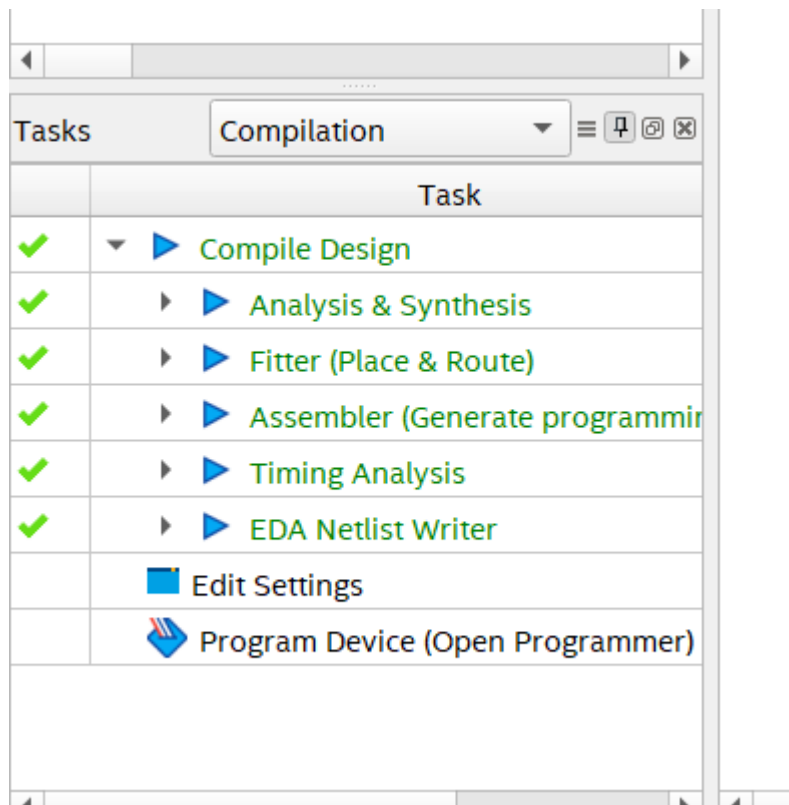 Tasks Compilation
Task
Compile Design
Analysis & Synthesis
Fitter (Place & Route)
Assembler (Generate programmin
Timing Analysis
EDA Netlist Writer
Edit Settings
Program Device (Open Programmer)